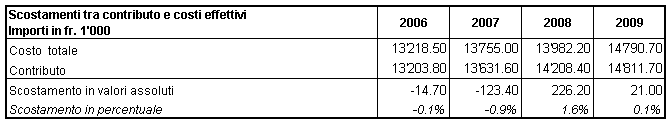 Scostamenti tra contributo e costi effettivi
Importi in fr. 1'000 2006 2007 2008 2009
Costo totale 13'218.50 13'755.00 13'982.20 14'790.70
Contributo 13'203.80 13'631.60 14'208.40 14'811.70
Scostamento in valori assoluti -14.70 -123.40 226.20 21.00
Scostamento in percentuale -0.1% -0.9% 1.6% 0.1%